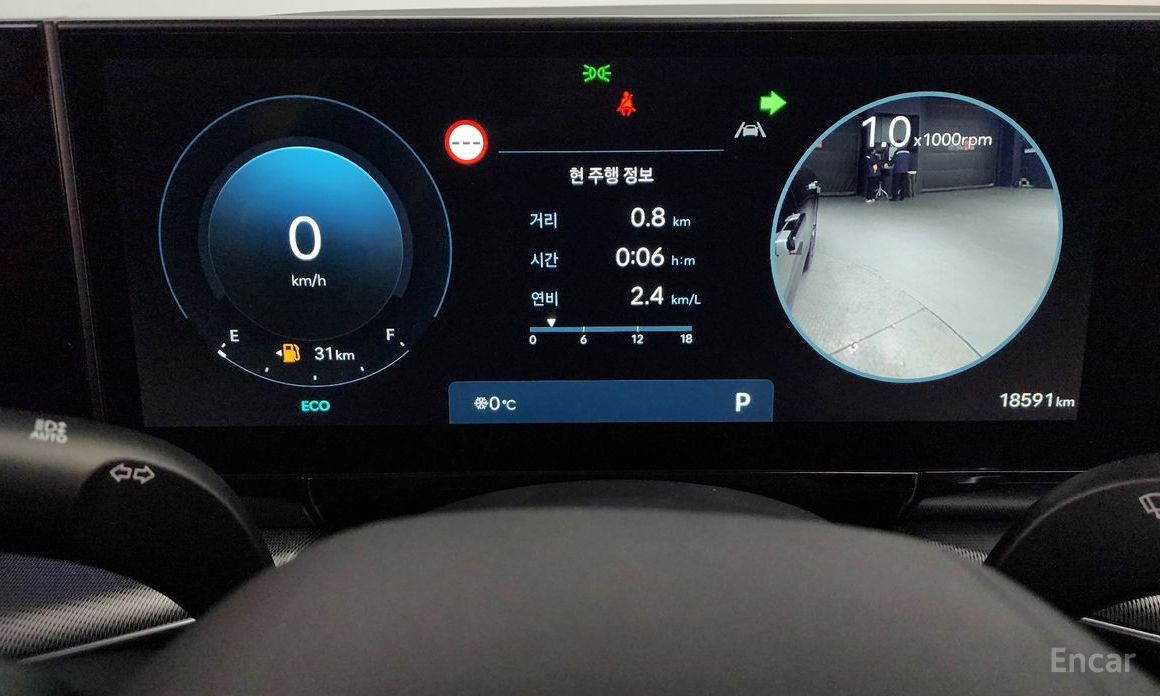 1.0 x1000rpm
---
현 주행 정보
거리 0.8 km
시간 0:06 h:m
연비 2.4 km/L
0 6 12 18
0
km/h
E F
31km
ECO
0°C P
18591km
AUTO
Encar